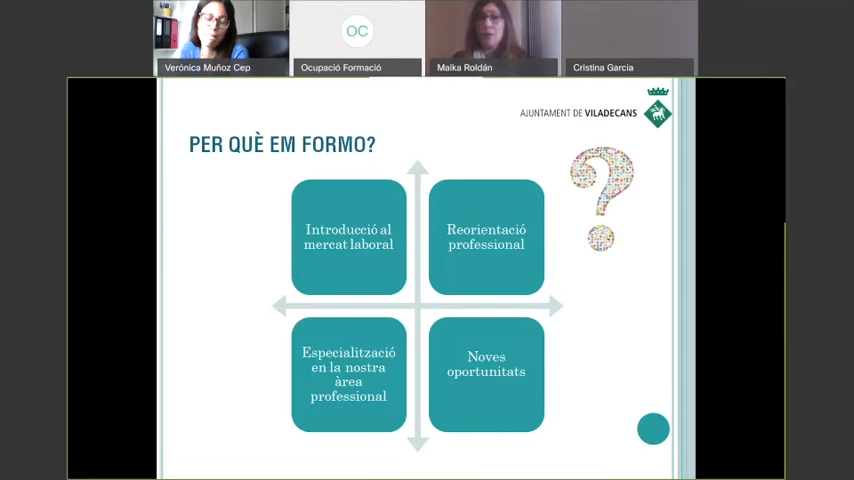 OC
Verónica Muñoz Cep
Ocupació Formació
Maika Roldán
Cristina Garcia
AJUNTAMENT DE VILADECANS
PER QUÈ EM FORMO?
Introducció al
mercat laboral
Reorientació
professional
Especialització
en la nostra
àrea
professional
Noves
oportunitats